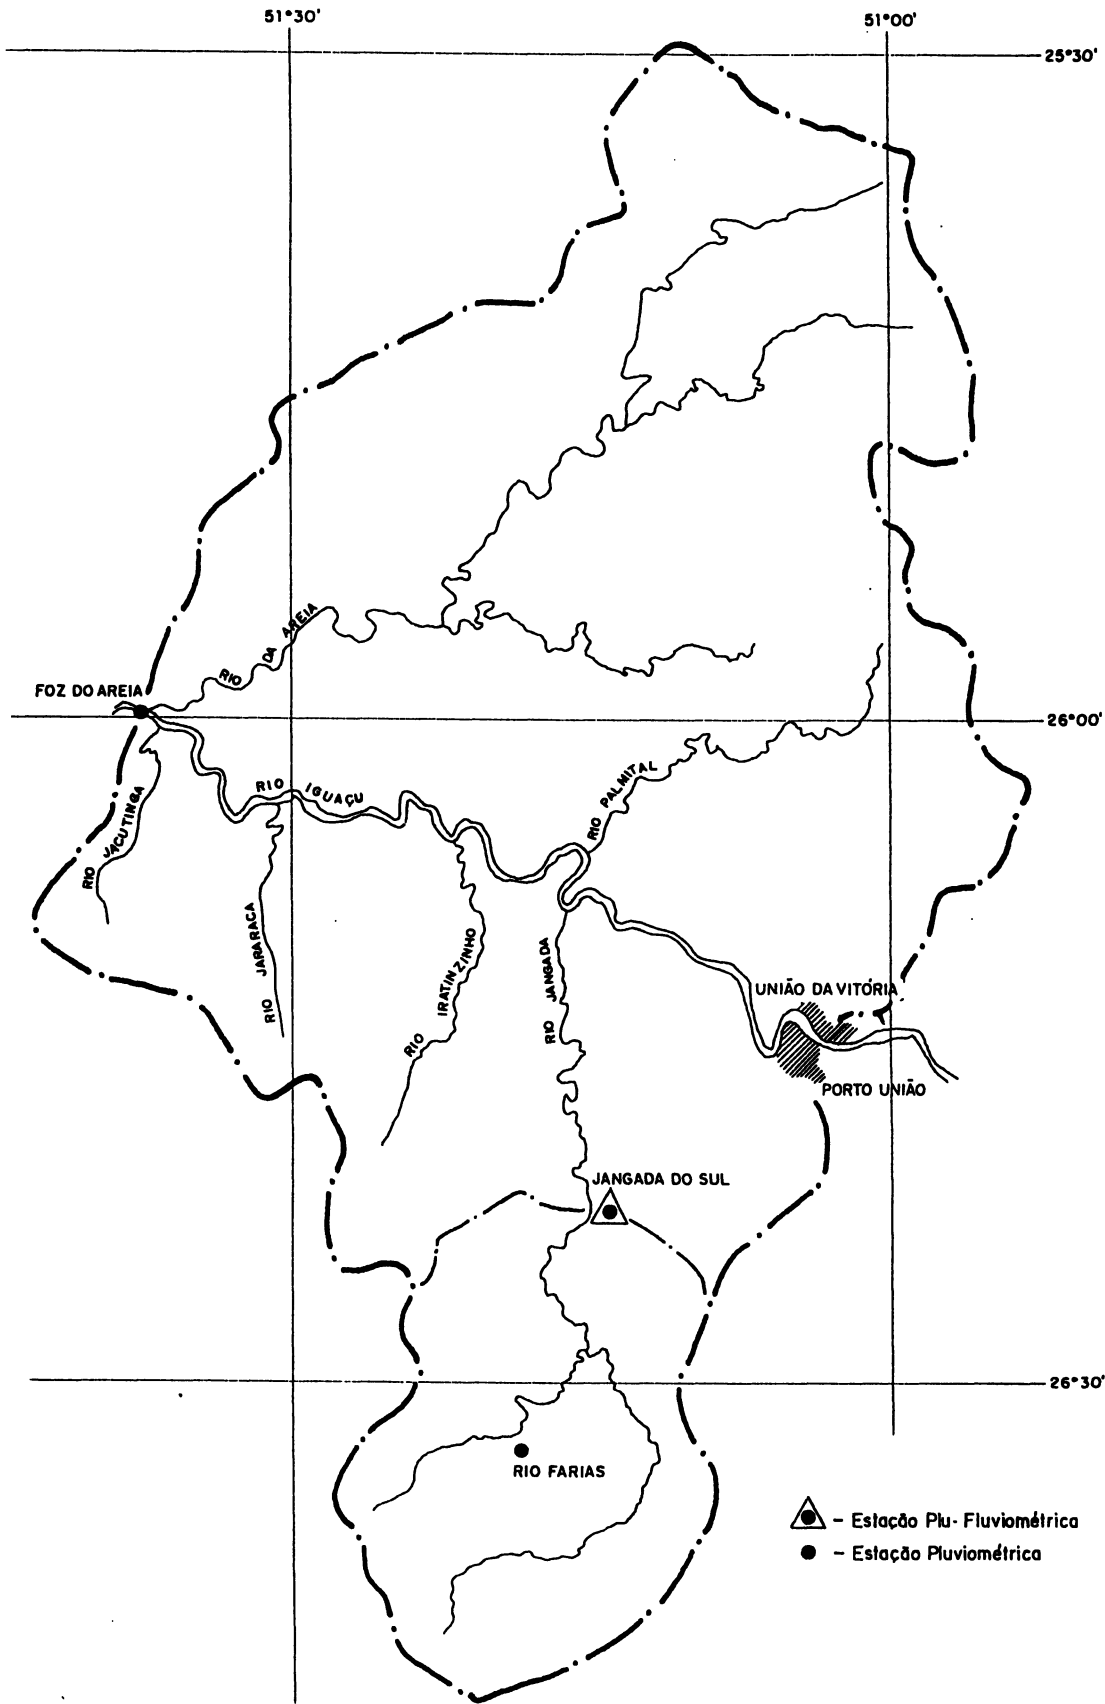 51°30'
51°00'
25°30'
RIO DA AREIA
FOZ DO AREIA
26°00'
RIO IGUAÇU
RIO PALMITAL
RIO JACUTINGA
RIO JARARACA
RIO IRATINZINHO
RIO JANGADA
UNIÃO DA VITÓRIA
PORTO UNIÃO
JANGADA DO SUL
26°30'
RIO FARIAS
- Estação Plu-Fluviométrica
- Estação Pluviométrica